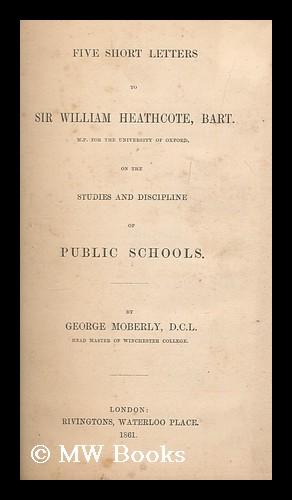 FIVE SHORT LETTERS
TO
SIR WILLIAM HEATHCOTE, BART.
M.P. FOR THE UNIVERSITY OF OXFORD,
ON THE
STUDIES AND DISCIPLINE
OF
PUBLIC SCHOOLS.
BY
GEORGE MOBERLY, D.C.L.
HEAD MASTER OF WINCHESTER COLLEGE.
LONDON:
RIVINGTONS, WATERLOO PLACE.
1861.
© MW Books